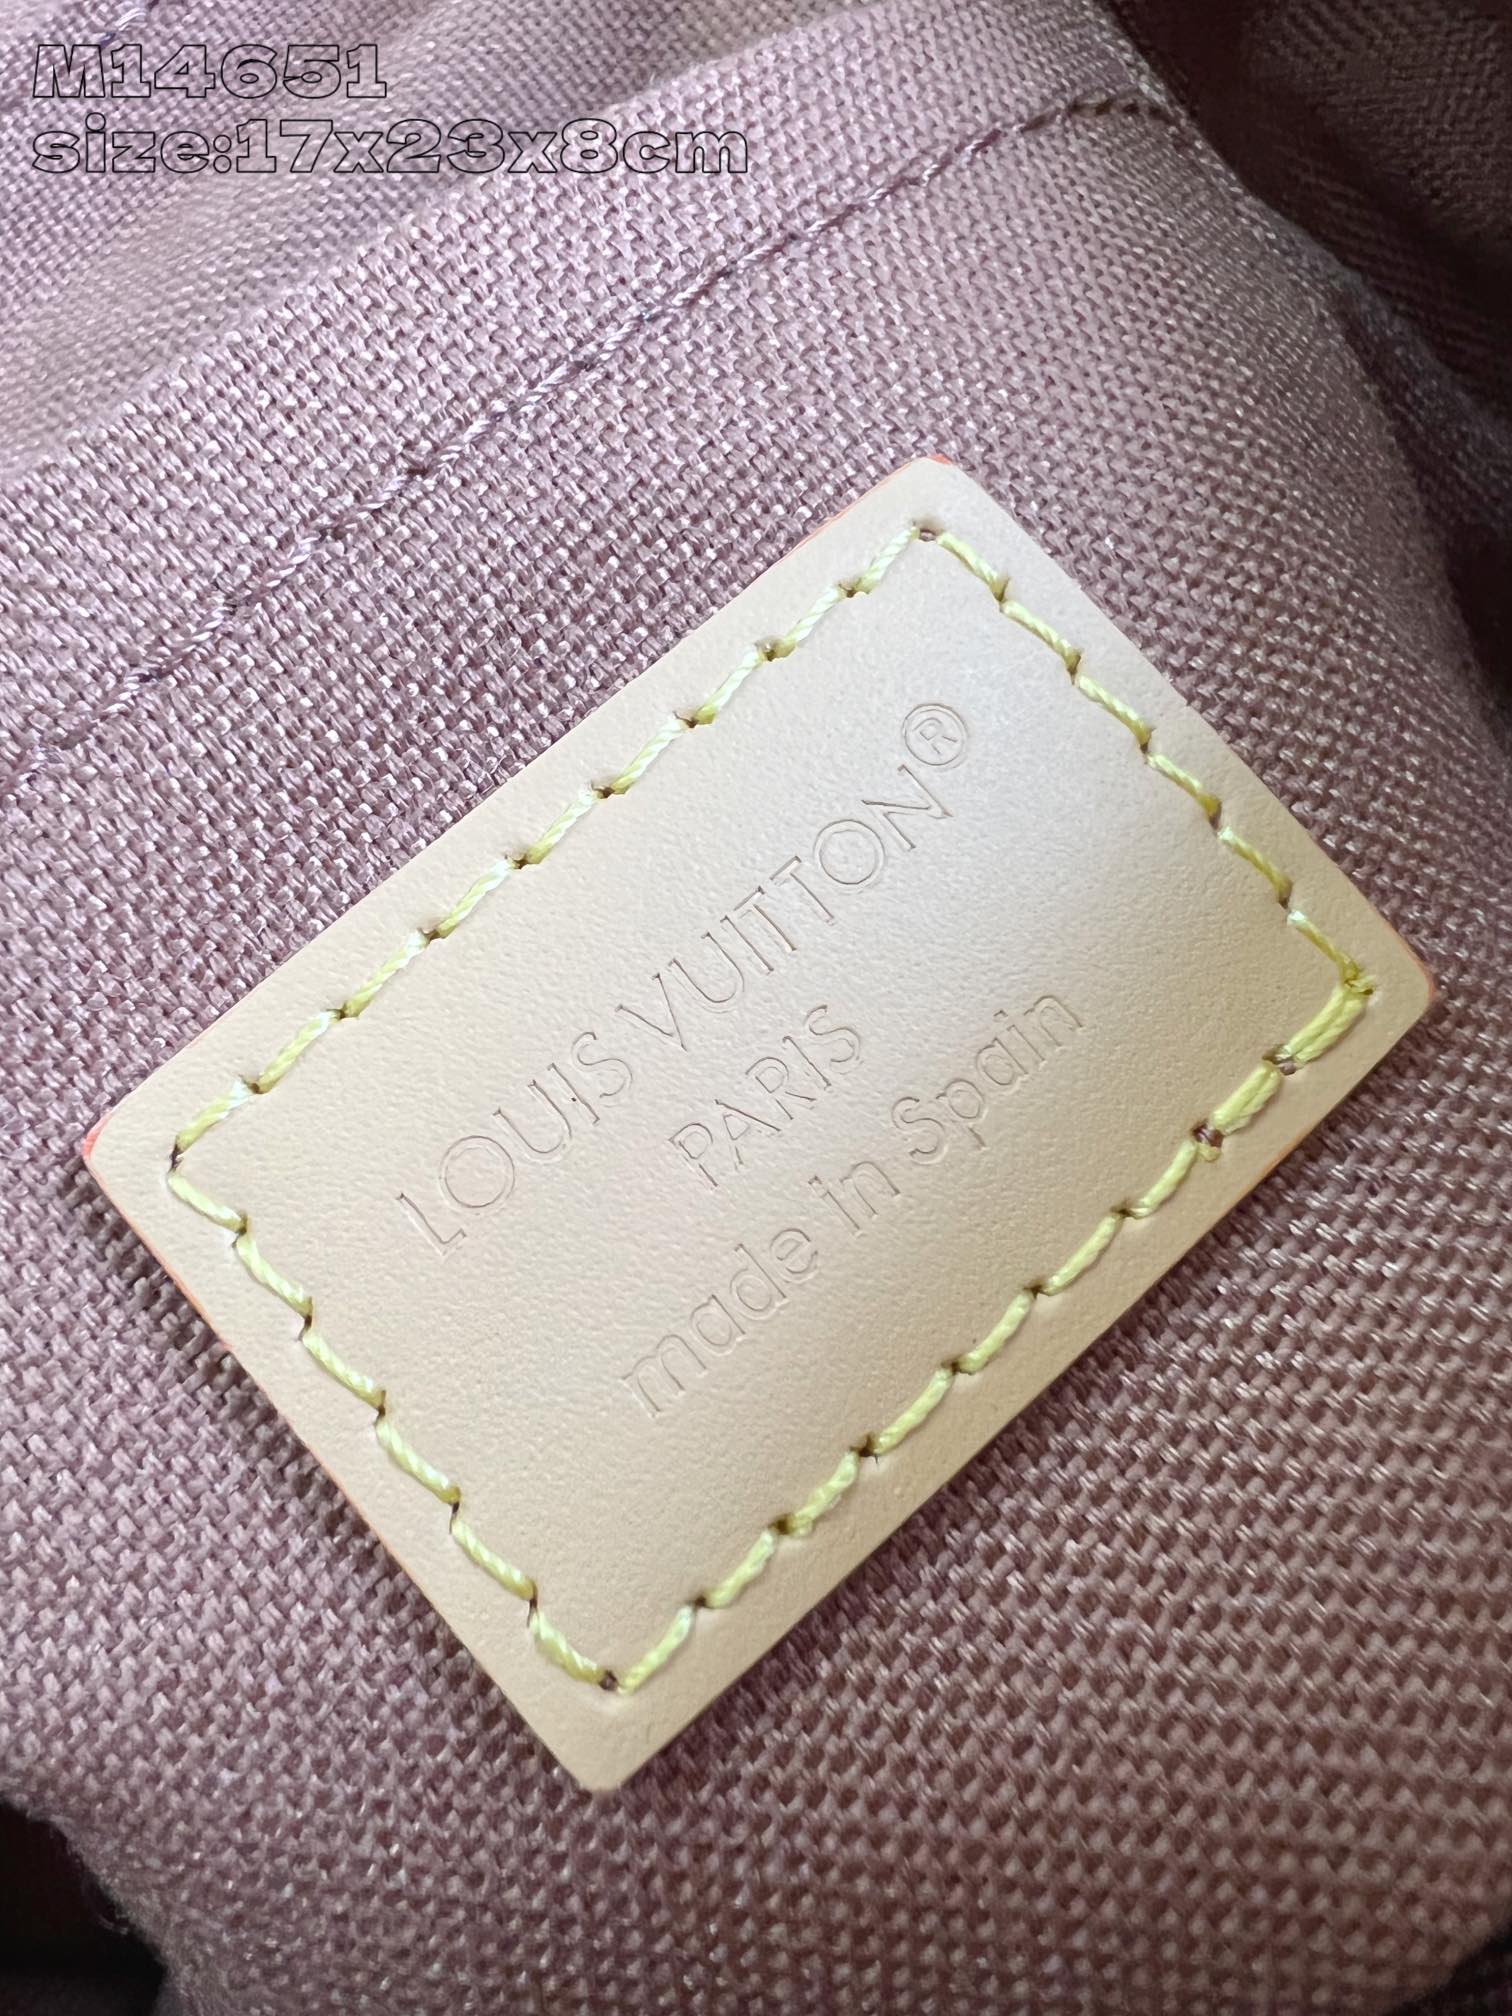 M14651
size:17x23x8cm
LOUIS VUITTON®
PARIS
made in Spain